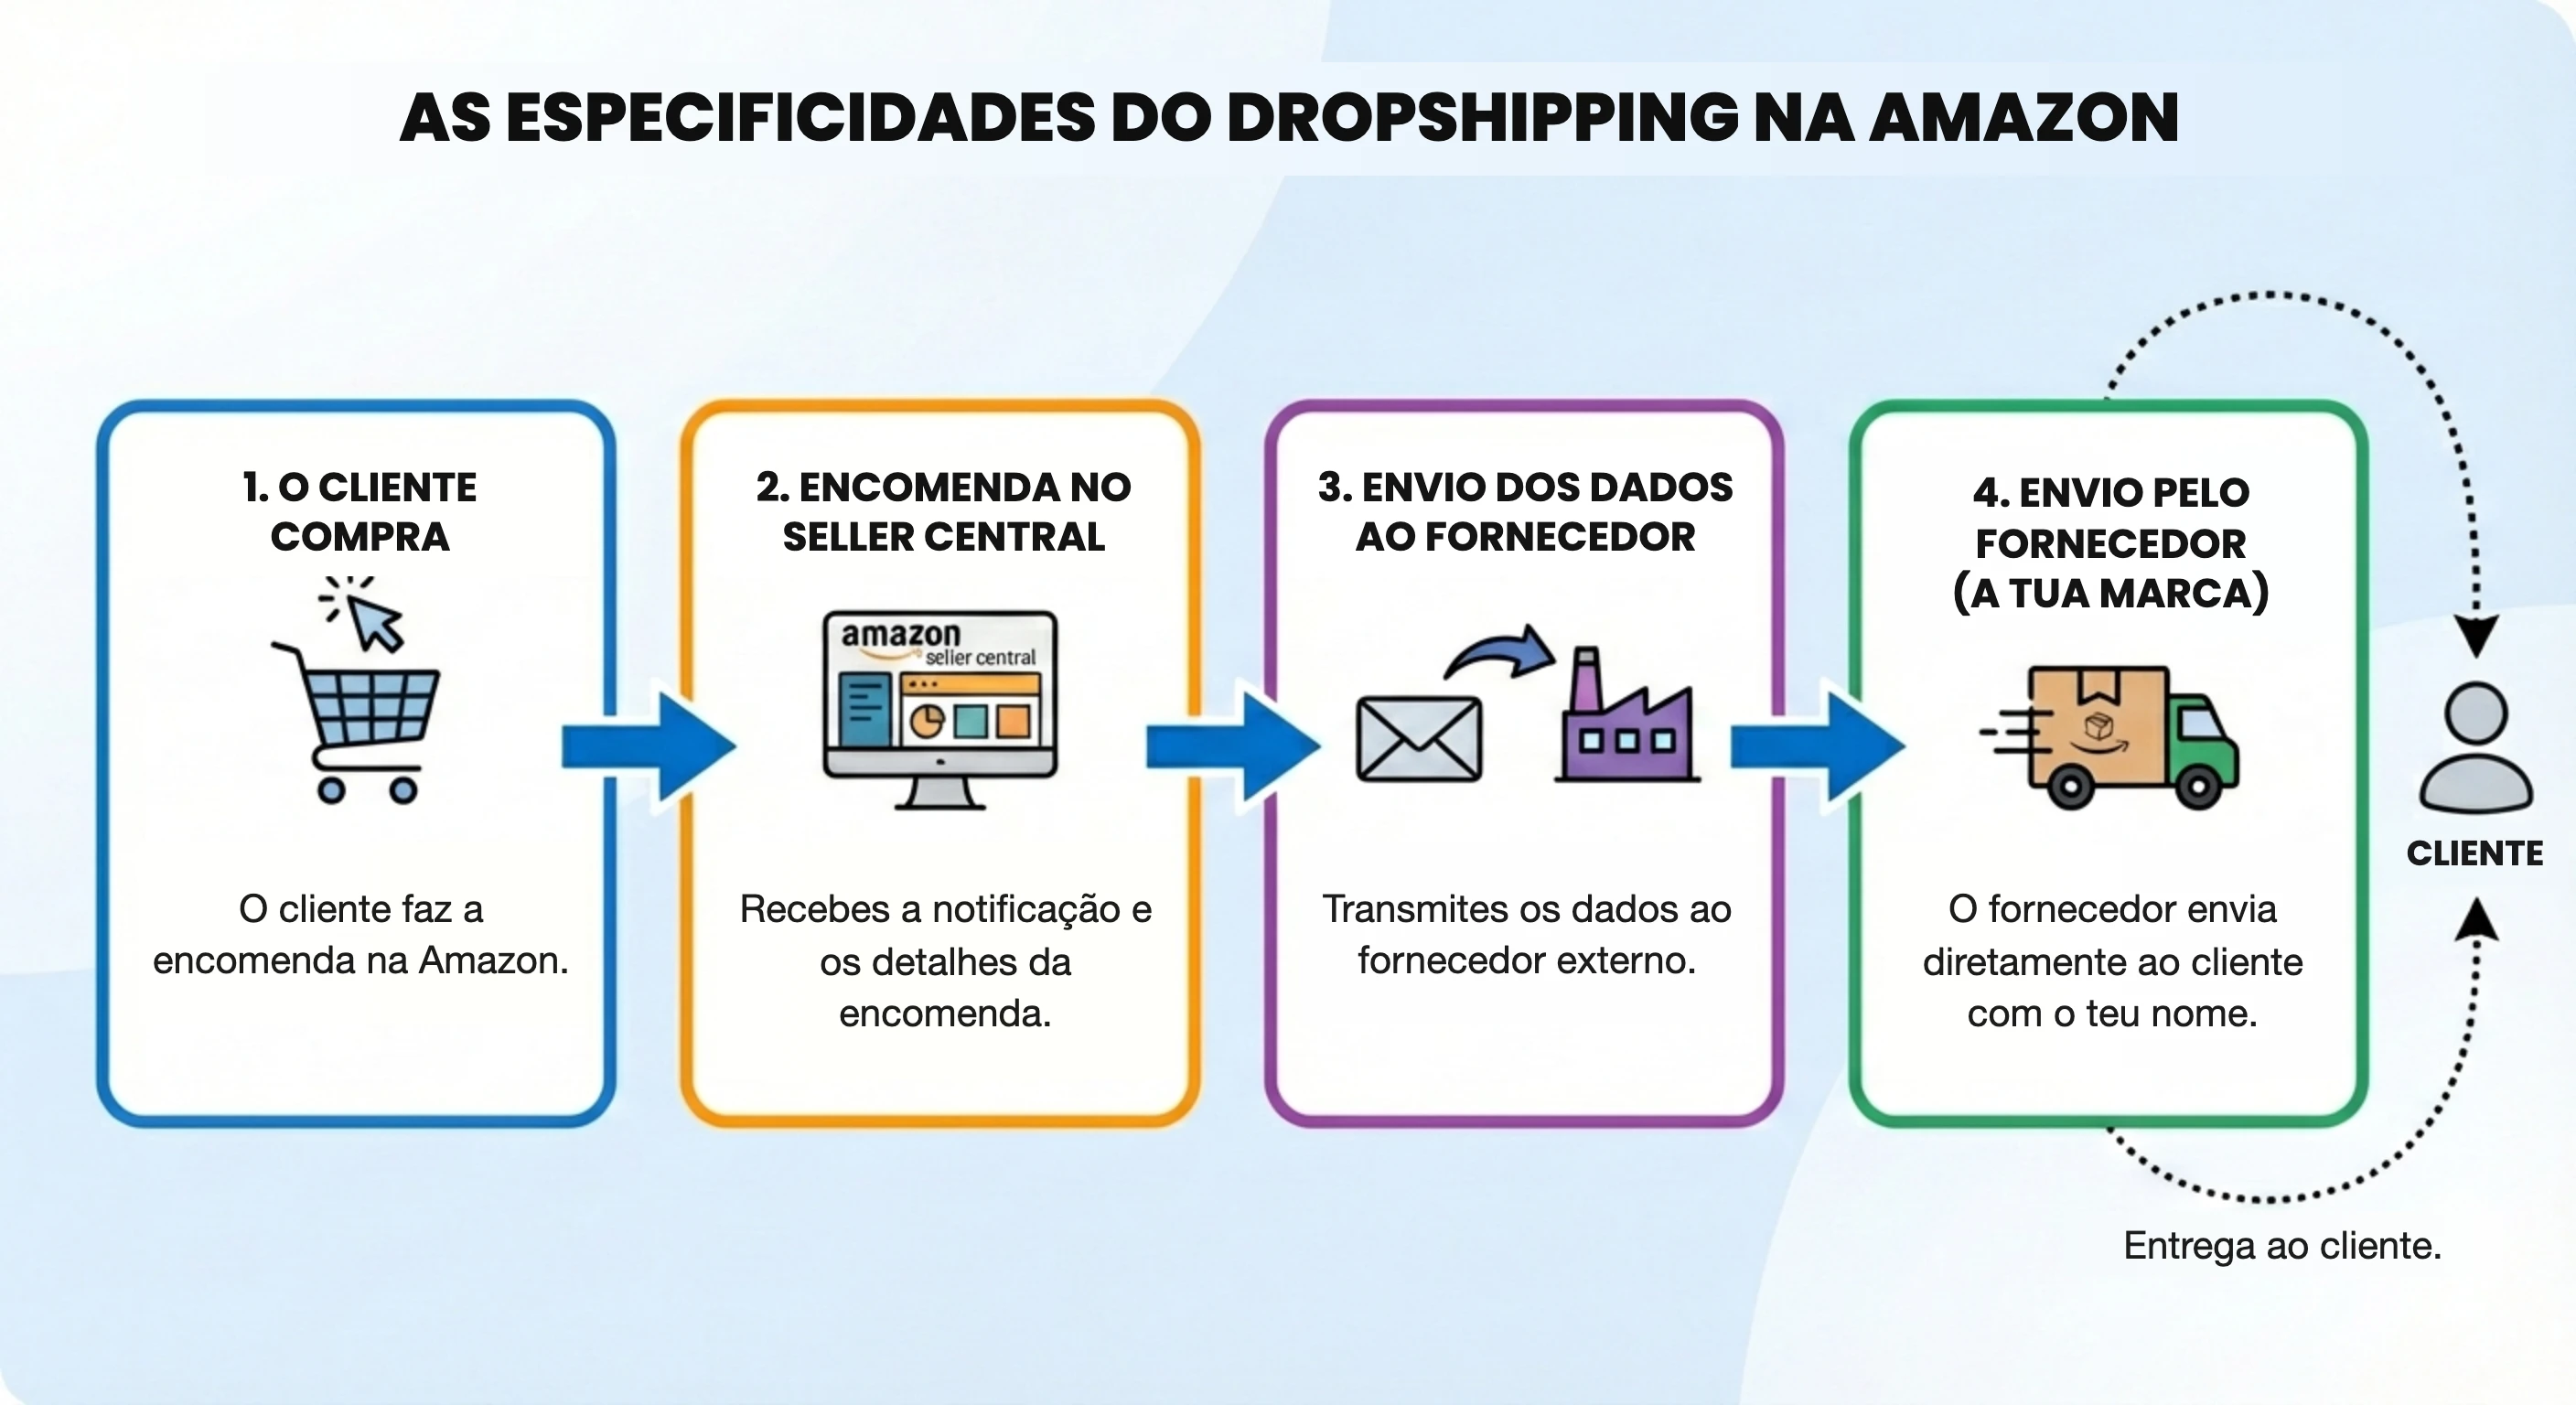 AS ESPECIFICIDADES DO DROPSHIPPING NA AMAZON
1. O CLIENTE
COMPRA
O cliente faz a
encomenda na Amazon.
2. ENCOMENDA NO
SELLER CENTRAL
amazon
seller central
Recebes a notificação e
os detalhes da
encomenda.
3. ENVIO DOS DADOS
AO FORNECEDOR
Transmites os dados ao
fornecedor externo.
4. ENVIO PELO
FORNECEDOR
(A TUA MARCA)
O fornecedor envia
diretamente ao cliente
com o teu nome.
CLIENTE
Entrega ao cliente.